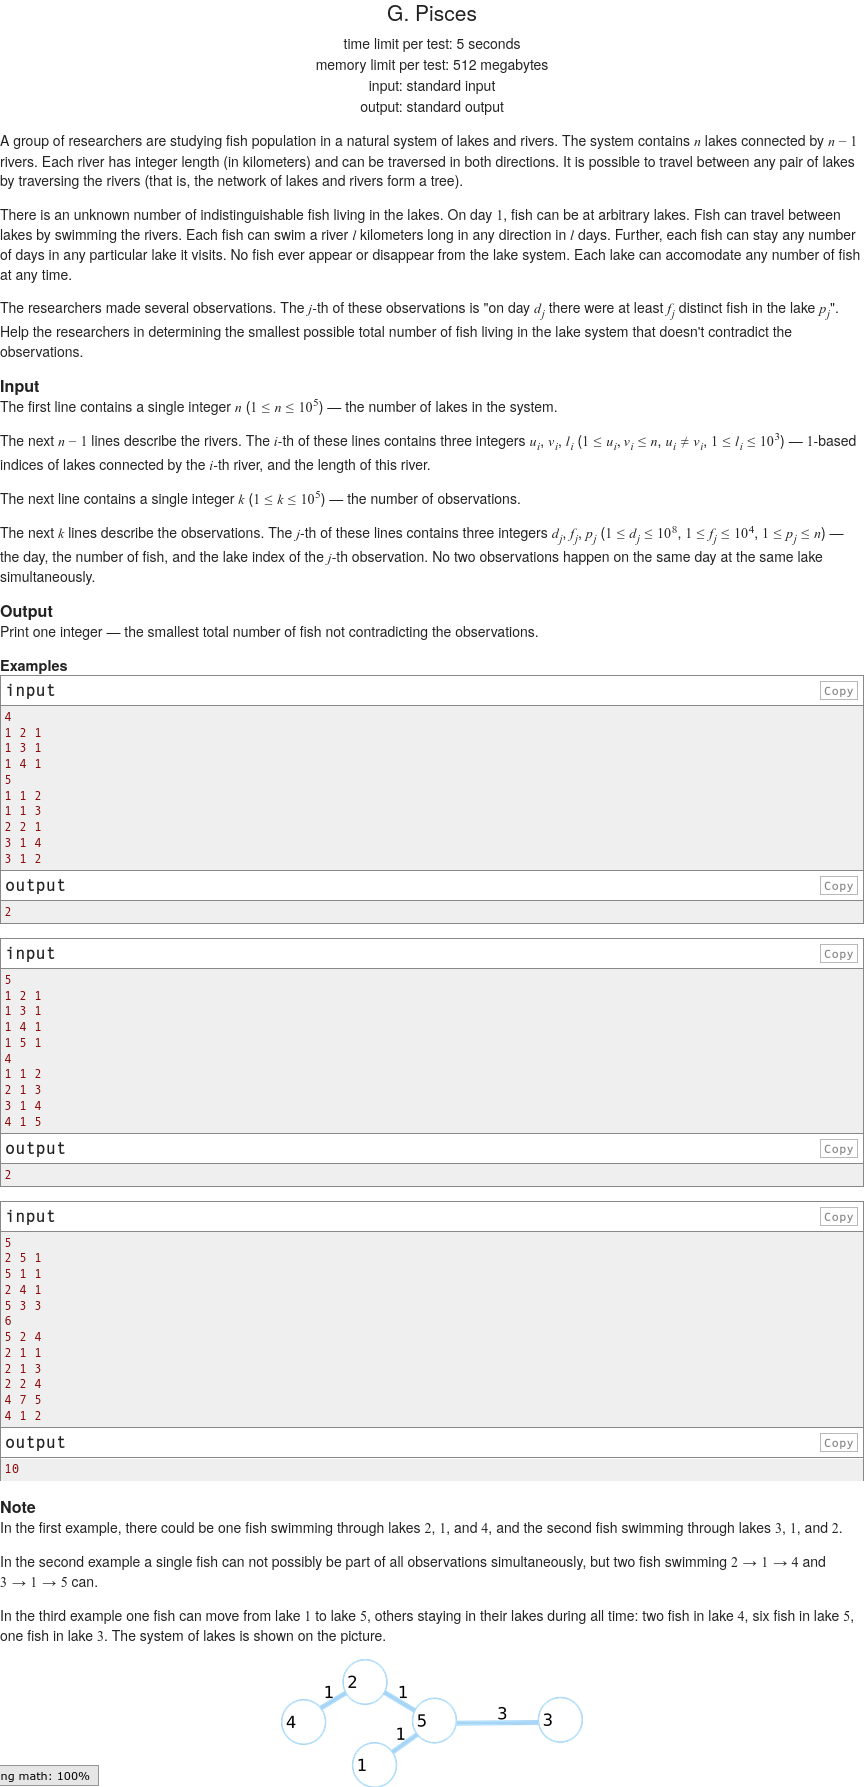 G. Pisces
time limit per test: 5 seconds
memory limit per test: 512 megabytes
input: standard input
output: standard output
A group of researchers are studying fish population in a natural system of lakes and rivers. The system contains n lakes connected by n − 1
rivers. Each river has integer length (in kilometers) and can be traversed in both directions. It is possible to travel between any pair of lakes
by traversing the rivers (that is, the network of lakes and rivers form a tree).
There is an unknown number of indistinguishable fish living in the lakes. On day 1, fish can be at arbitrary lakes. Fish can travel between
lakes by swimming the rivers. Each fish can swim a river l kilometers long in any direction in l days. Further, each fish can stay any number
of days in any particular lake it visits. No fish ever appear or disappear from the lake system. Each lake can accomodate any number of fish
at any time.
The researchers made several observations. The j-th of these observations is "on day d_j there were at least f_j distinct fish in the lake p_j".
Help the researchers in determining the smallest possible total number of fish living in the lake system that doesn't contradict the
observations.
Input
The first line contains a single integer n (1 ≤ n ≤ 10^5) — the number of lakes in the system.
The next n − 1 lines describe the rivers. The i-th of these lines contains three integers u_i, v_i, l_i (1 ≤ u_i, v_i ≤ n, u_i ≠ v_i, 1 ≤ l_i ≤ 10^3) — 1-based
indices of lakes connected by the i-th river, and the length of this river.
The next line contains a single integer k (1 ≤ k ≤ 10^5) — the number of observations.
The next k lines describe the observations. The j-th of these lines contains three integers d_j, f_j, p_j (1 ≤ d_j ≤ 10^8, 1 ≤ f_j ≤ 10^4, 1 ≤ p_j ≤ n) —
the day, the number of fish, and the lake index of the j-th observation. No two observations happen on the same day at the same lake
simultaneously.
Output
Print one integer — the smallest total number of fish not contradicting the observations.
Examples
input Copy
4
1 2 1
1 3 1
1 4 1
5
1 1 2
1 1 3
2 2 1
3 1 4
3 1 2
output Copy
2
input Copy
5
1 2 1
1 3 1
1 4 1
1 5 1
4
1 1 2
2 1 3
3 1 4
4 1 5
output Copy
2
input Copy
5
2 5 1
5 1 1
2 4 1
5 3 3
6
5 2 4
2 1 1
2 1 3
2 2 4
4 7 5
4 1 2
output Copy
10
Note
In the first example, there could be one fish swimming through lakes 2, 1, and 4, and the second fish swimming through lakes 3, 1, and 2.
In the second example a single fish can not possibly be part of all observations simultaneously, but two fish swimming 2 → 1 → 4 and
3 → 1 → 5 can.
In the third example one fish can move from lake 1 to lake 5, others staying in their lakes during all time: two fish in lake 4, six fish in lake 5,
one fish in lake 3. The system of lakes is shown on the picture.
2
1 1
4 5 3 3
1
1
ng math: 100%